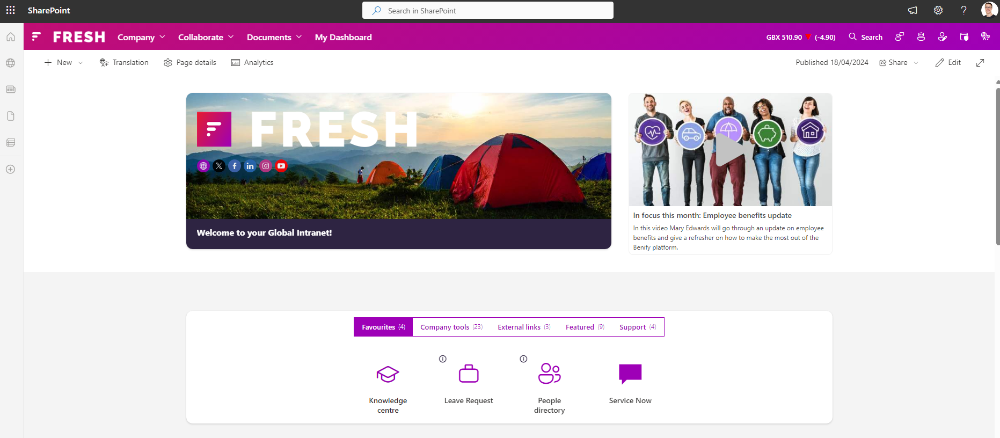 SharePoint
Search in SharePoint
?
FRESH Company Collaborate Documents My Dashboard
GBX 510.90 ▼ (-4.90) Search
New Translation Page details Analytics
Published 18/04/2024 Share Edit
FRESH
Welcome to your Global Intranet!
In focus this month: Employee benefits update
In this video Mary Edwards will go through an update on employee
benefits and give a refresher on how to make the most out of the
Benify platform.
Favourites (4) Company tools (23) External links (3) Featured (9) Support (4)
Knowledge
centre
Leave Request
People
directory
Service Now